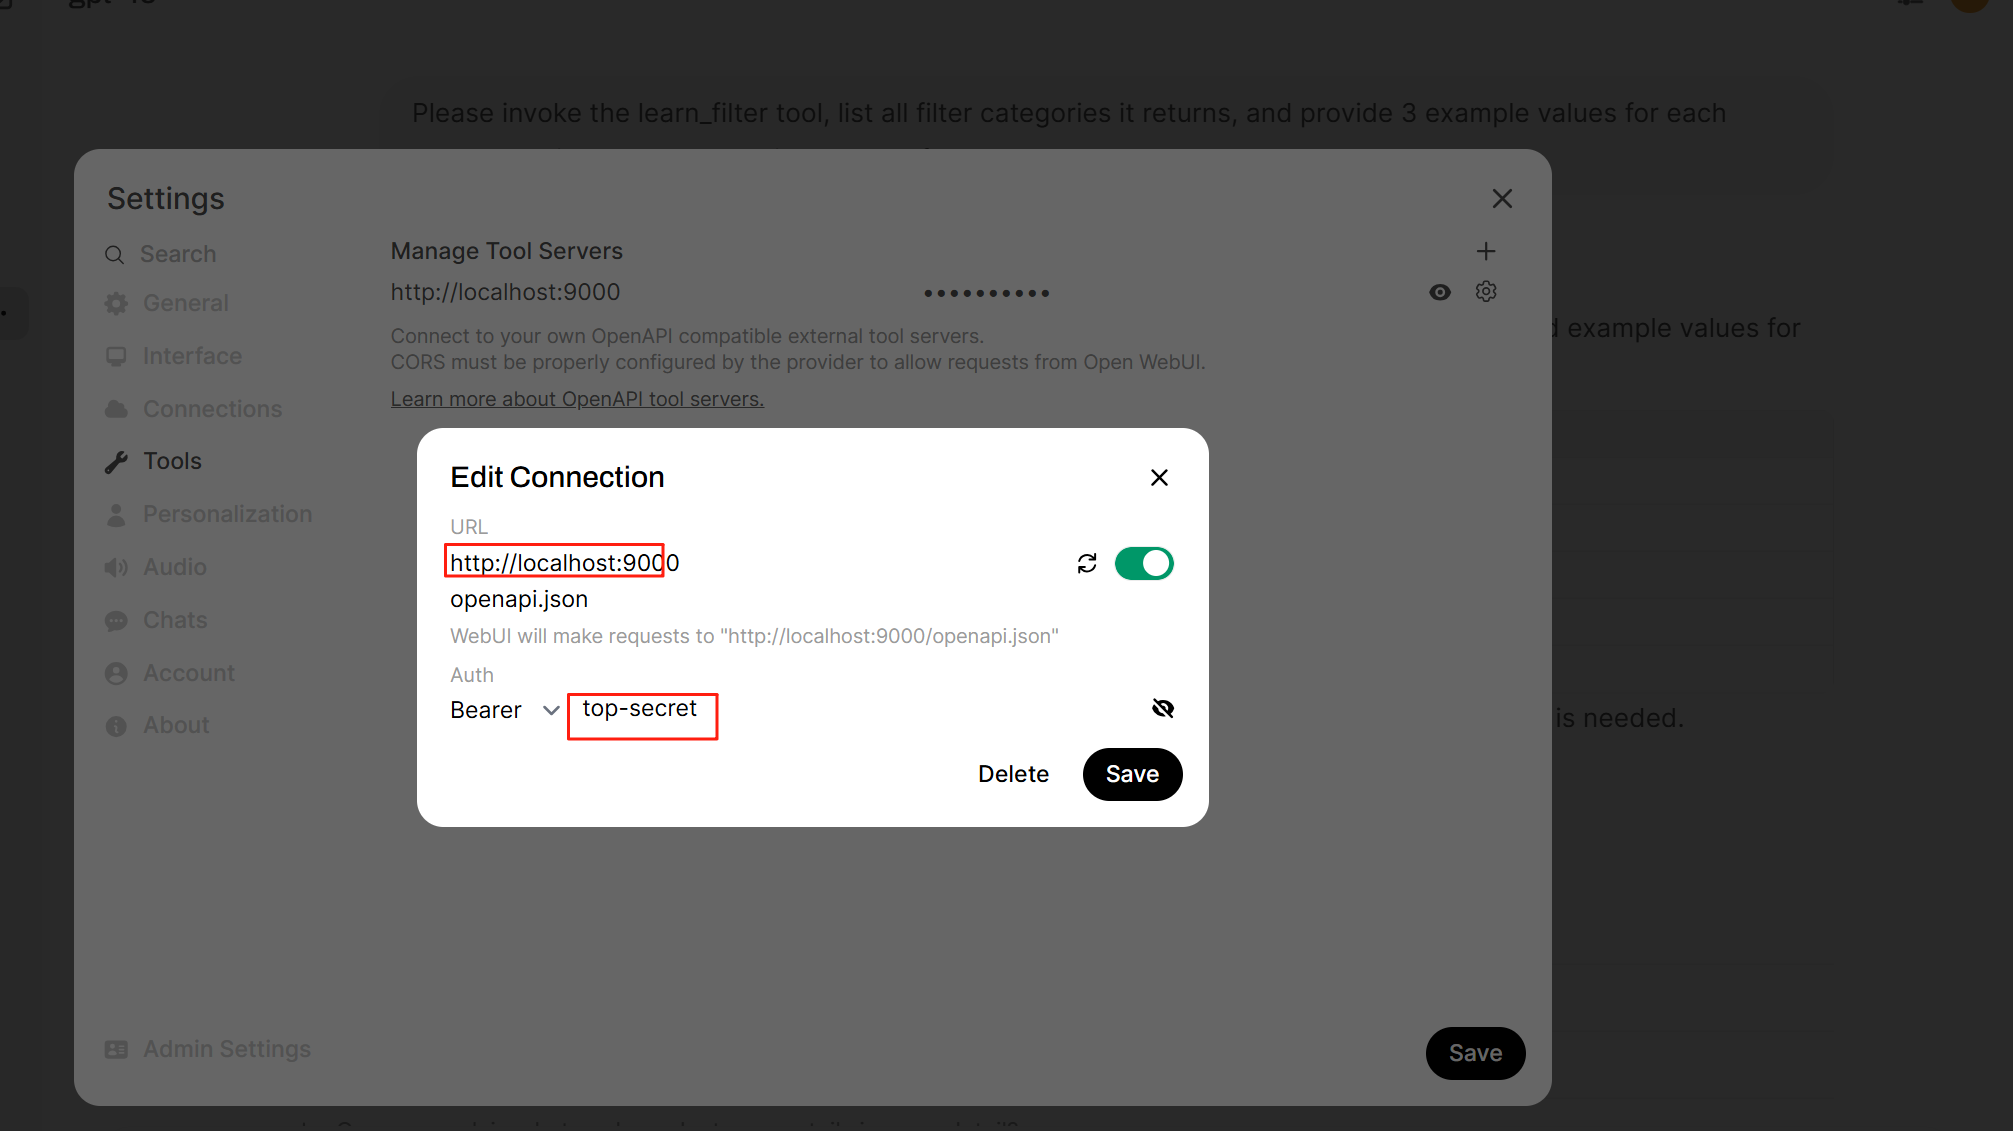 Please invoke the learn_filter tool, list all filter categories it returns, and provide 3 example values for each
Settings
Search
General
Interface
Connections
Tools
Personalization
Audio
Chats
Account
About
Admin Settings
Manage Tool Servers
http://localhost:9000 ••••••••••
Connect to your own OpenAPI compatible external tool servers.
CORS must be properly configured by the provider to allow requests from Open WebUI.
Learn more about OpenAPI tool servers.
example values for
is needed.
Edit Connection
URL
http://localhost:9000
openapi.json
WebUI will make requests to "http://localhost:9000/openapi.json"
Auth
Bearer top-secret
Delete Save
Save